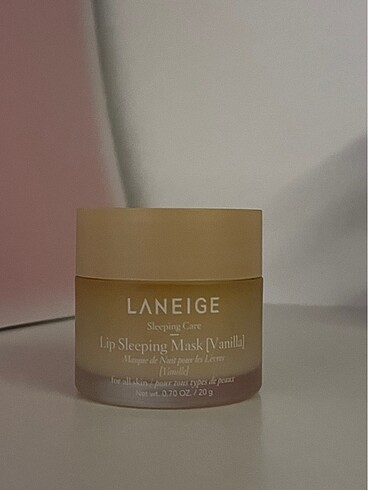 LANEIGE
Sleeping Care
Lip Sleeping Mask [Vanilla]
Masque de Nuit pour les Lèvres
[Vanille]
for all skin / pour tous types de peaux
Net wt. 0.70 OZ. / 20 g